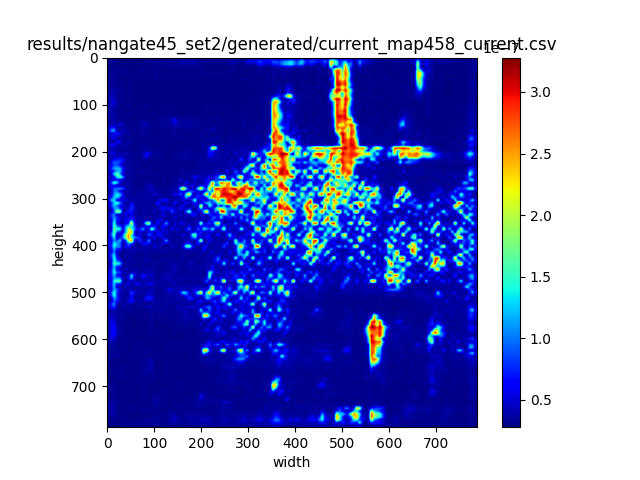 results/nangate45_set2/generated/current_map458_current.csv
1e−7
0
100
200
300
400
500
600
700
height
0 100 200 300 400 500 600 700
width
3.0
2.5
2.0
1.5
1.0
0.5